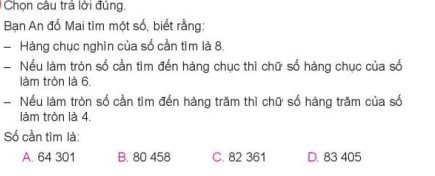 Chọn câu trả lời đúng.
Bạn An đố Mai tìm một số, biết rằng:
– Hàng chục nghìn của số cần tìm là 8.
– Nếu làm tròn số cần tìm đến hàng chục thì chữ số hàng chục của số
làm tròn là 6.
– Nếu làm tròn số cần tìm đến hàng trăm thì chữ số hàng trăm của số
làm tròn là 4.
Số cần tìm là:
A. 64 301 B. 80 458 C. 82 361 D. 83 405